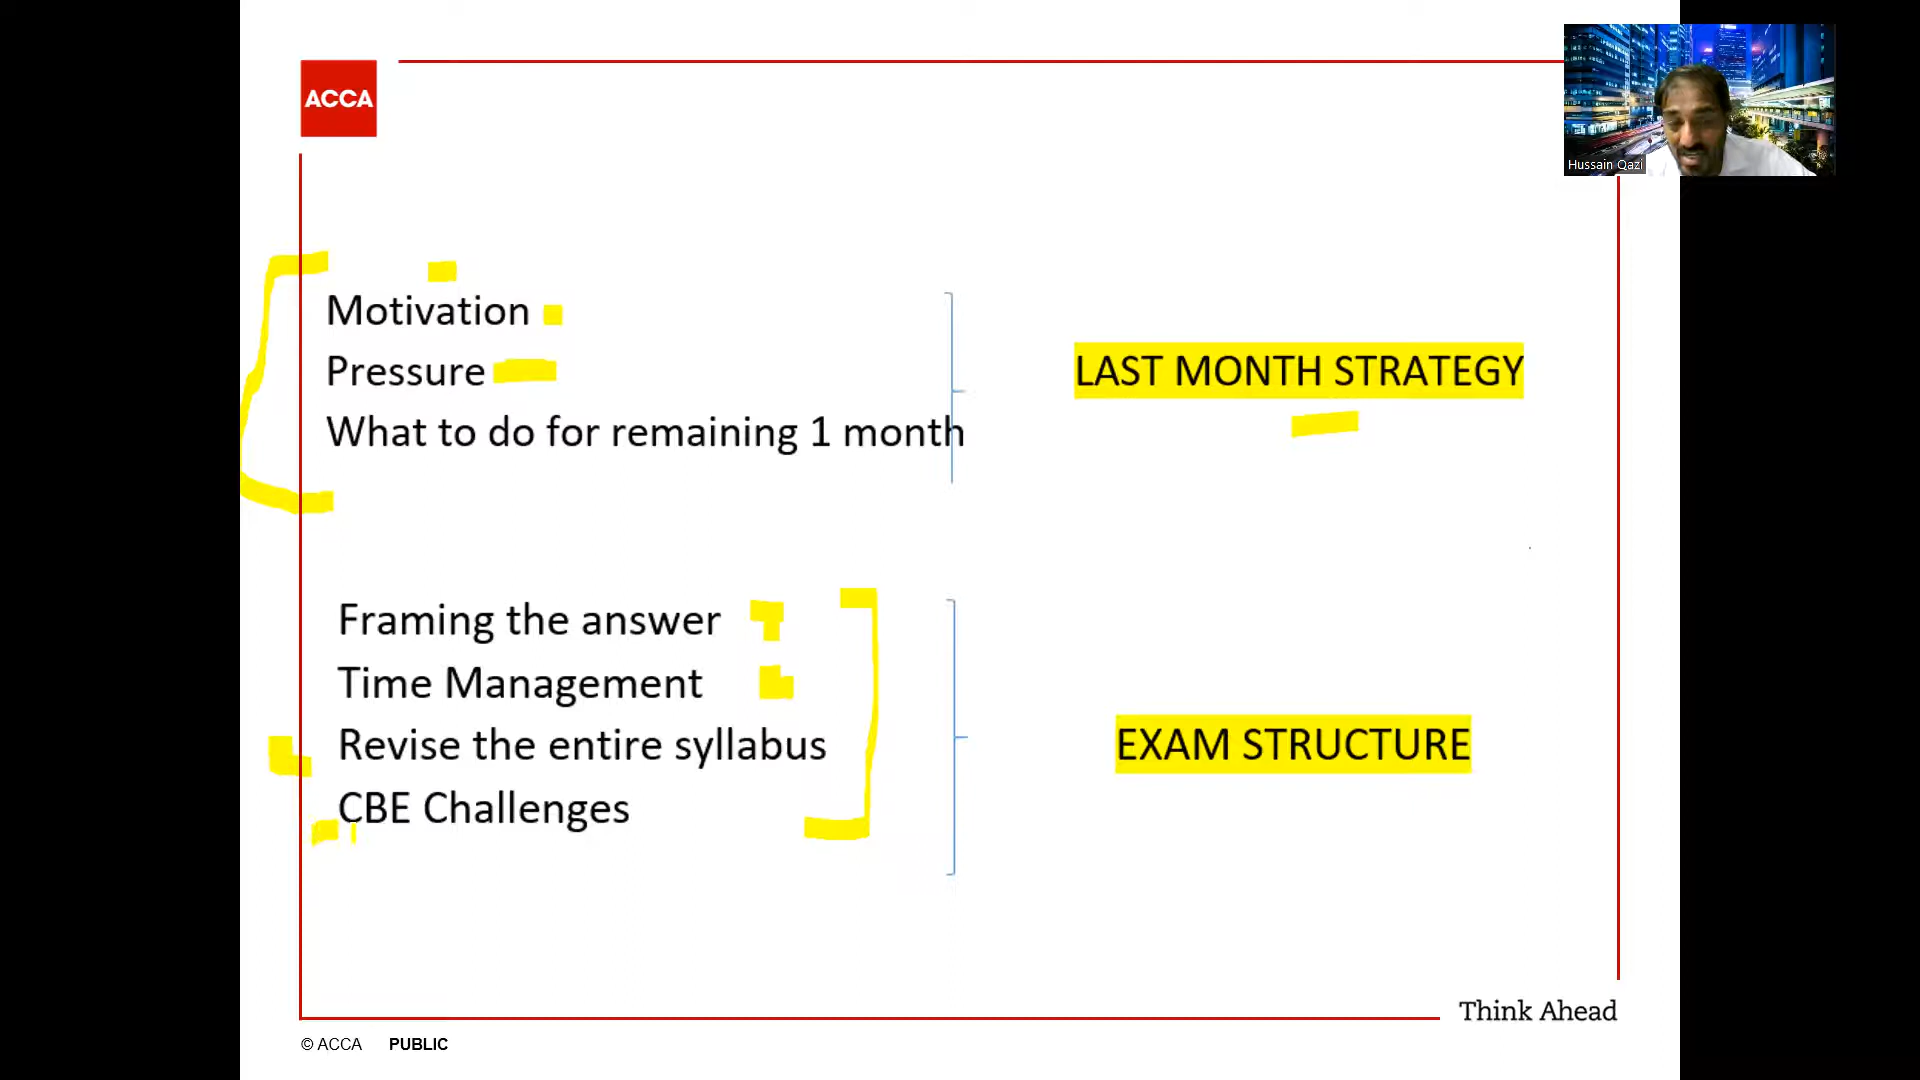 ACCA
Hussain Qazi
Motivation
Pressure
What to do for remaining 1 month
LAST MONTH STRATEGY
Framing the answer
Time Management
Revise the entire syllabus
CBE Challenges
EXAM STRUCTURE
Think Ahead
© ACCA PUBLIC